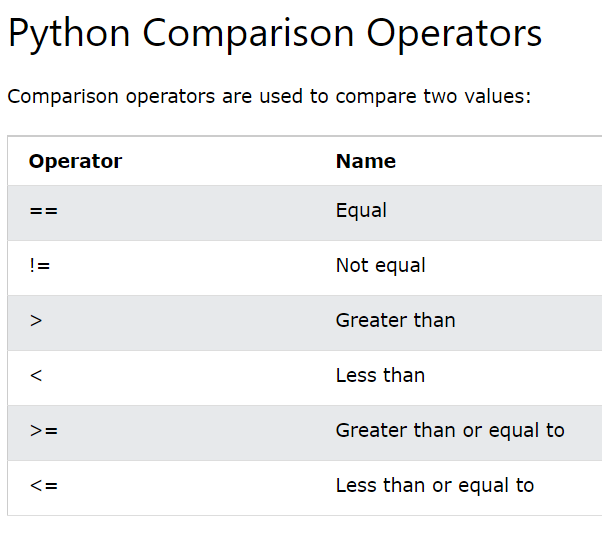 Python Comparison Operators
Comparison operators are used to compare two values:
Operator Name
== Equal
!= Not equal
> Greater than
< Less than
>= Greater than or equal to
<= Less than or equal to